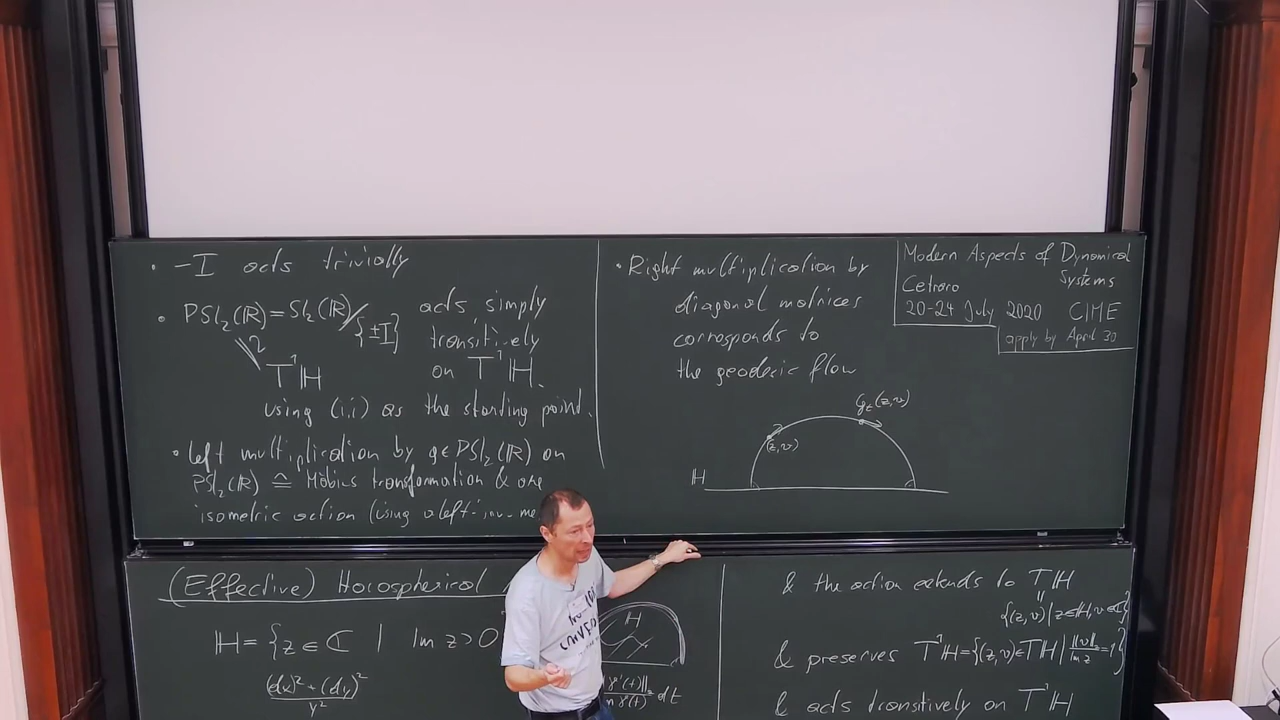 · -I acts trivially
· PSL₂(ℝ) = SL₂(ℝ)/{±I} acts simply
transitively
≅ T¹ℍ on T¹ℍ.
using (i,i) as the starting point.
· left multiplication by g∈PSL₂(ℝ) on
PSL₂(ℝ) ≅ Möbius transformation & are
isometric action (using a left-inv. me
· Right multiplication by
diagonal matrices
corresponds to
the geodesic flow
g_t(z,v)
(z,v)
ℍ
Modern Aspects of Dynamical
Systems
Cetraro
20-24 July 2020 CIME
apply by April 30
(Effective) Horospherical
ℍ = {z ∈ ℂ | Im z > 0
(dx)²+(dy)²
y²
H
& the action extends to Tℍ
{(z,v) | z∈ℍ, v∈ℂ}
& preserves T¹ℍ={(z,v)∈Tℍ | ‖v‖/Im z = 1}
& acts transitively on T¹ℍ